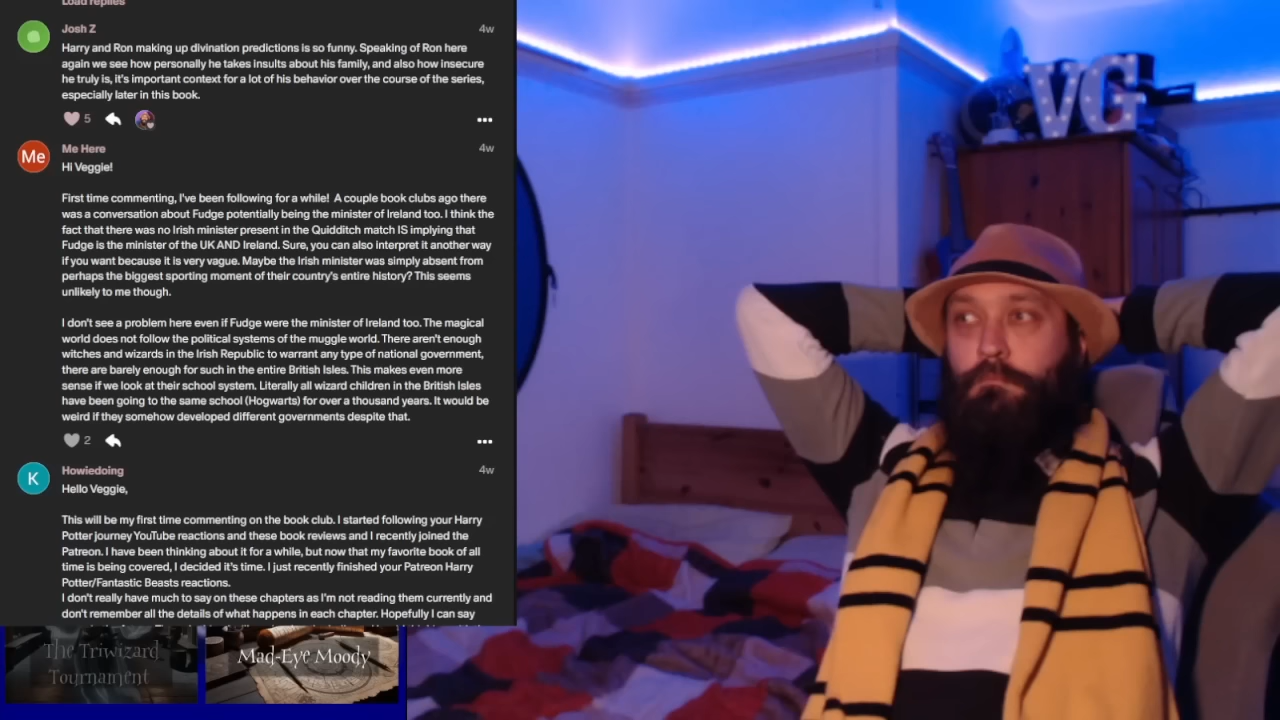 Load replies
Josh Z
4w
Harry and Ron making up divination predictions is so funny. Speaking of Ron here
again we see how personally he takes insults about his family, and also how insecure
he truly is, it's important context for a lot of his behavior over the course of the series,
especially later in this book.
5
Me
Me Here
4w
Hi Veggie!
First time commenting, I've been following for a while! A couple book clubs ago there
was a conversation about Fudge potentially being the minister of Ireland too. I think the
fact that there was no Irish minister present in the Quidditch match IS implying that
Fudge is the minister of the UK AND Ireland. Sure, you can also interpret it another way
if you want because it is very vague. Maybe the Irish minister was simply absent from
perhaps the biggest sporting moment of their country's entire history? This seems
unlikely to me though.
I don't see a problem here even if Fudge were the minister of Ireland too. The magical
world does not follow the political systems of the muggle world. There aren't enough
witches and wizards in the Irish Republic to warrant any type of national government,
there are barely enough for such in the entire British Isles. This makes even more
sense if we look at their school system. Literally all wizard children in the British Isles
have been going to the same school (Hogwarts) for over a thousand years. It would be
weird if they somehow developed different governments despite that.
2
K
Howiedoing
4w
Hello Veggie,
This will be my first time commenting on the book club. I started following your Harry
Potter journey YouTube reactions and these book reviews and I recently joined the
Patreon. I have been thinking about it for a while, but now that my favorite book of all
time is being covered, I decided it's time. I just recently finished your Patreon Harry
Potter/Fantastic Beasts reactions.
I don't really have much to say on these chapters as I'm not reading them currently and
don't remember all the details of what happens in each chapter. Hopefully I can say
The Triwizard
Tournament
Mad-Eye Moody
VG